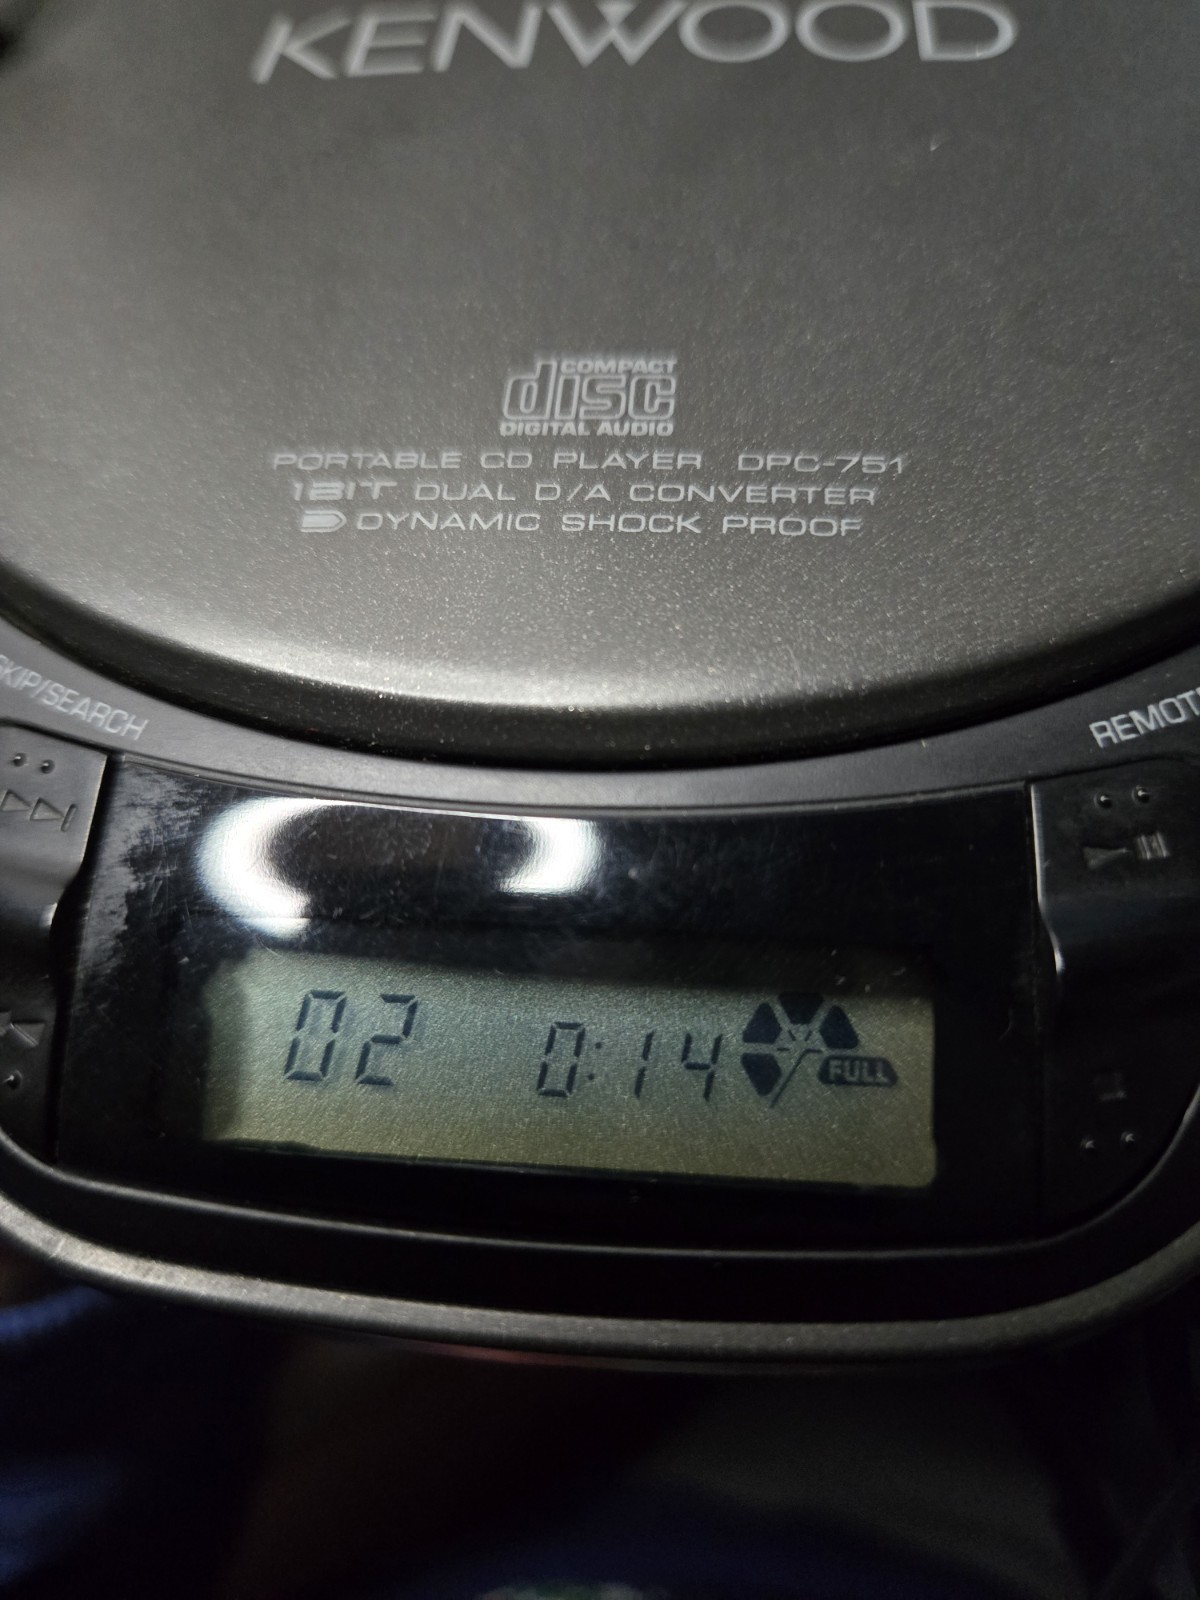 KENWOOD
COMPACT
disc
DIGITAL AUDIO
PORTABLE CD PLAYER DPC-751
1BIT DUAL D/A CONVERTER
DYNAMIC SHOCK PROOF
SKIP/SEARCH
REMOT
02 0:14 FULL